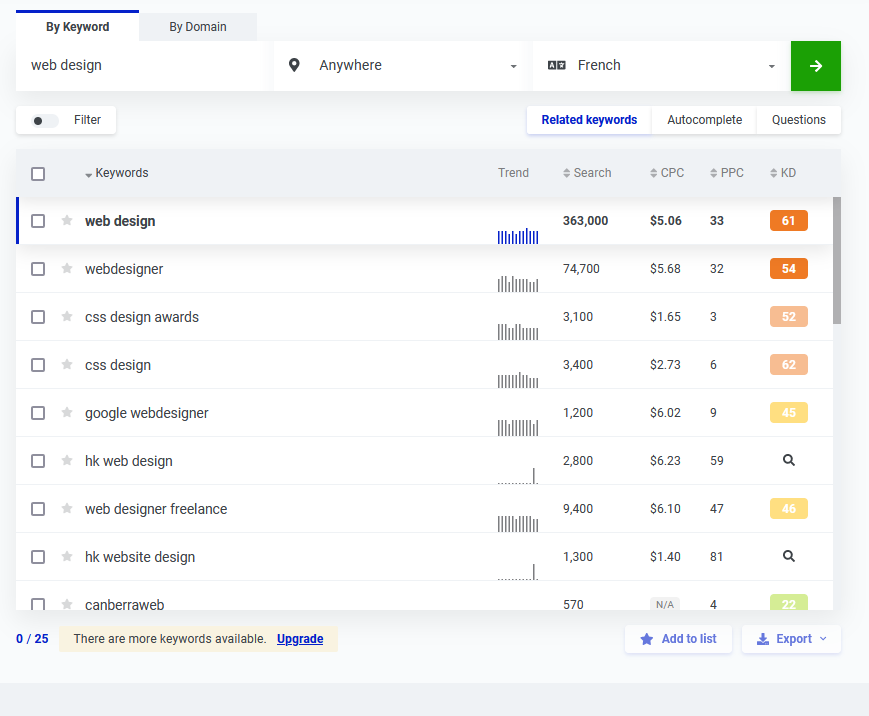 By Keyword By Domain
web design Anywhere French
Filter Related keywords Autocomplete Questions
Keywords Trend Search CPC PPC KD
web design 363,000 $5.06 33 61
webdesigner 74,700 $5.68 32 54
css design awards 3,100 $1.65 3 52
css design 3,400 $2.73 6 62
google webdesigner 1,200 $6.02 9 45
hk web design 2,800 $6.23 59
web designer freelance 9,400 $6.10 47 46
hk website design 1,300 $1.40 81
canberraweb 570 N/A 4 22
0 / 25 There are more keywords available. Upgrade Add to list Export